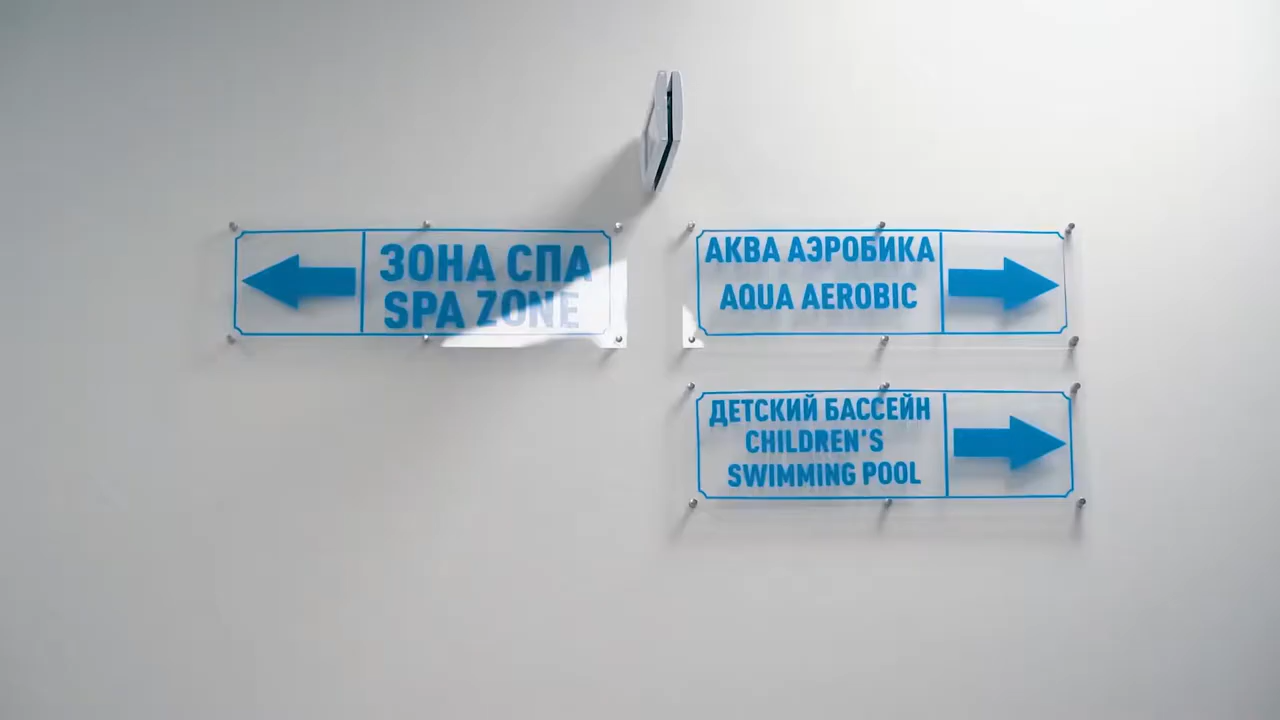 ЗОНА СПА
SPA ZONE
АКВА АЭРОБИКА
AQUA AEROBIC
ДЕТСКИЙ БАССЕЙН
CHILDREN'S
SWIMMING POOL